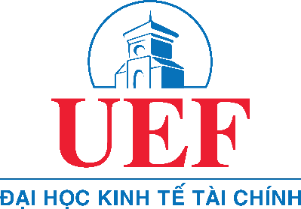 UEF
ĐẠI HỌC KINH TẾ TÀI CHÍNH